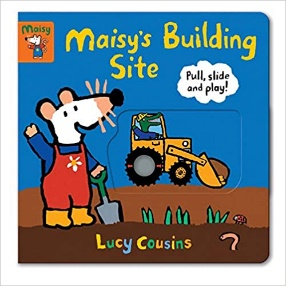 Maisy
Maisy's Building
Site
Pull, slide
and play!
Lucy Cousins